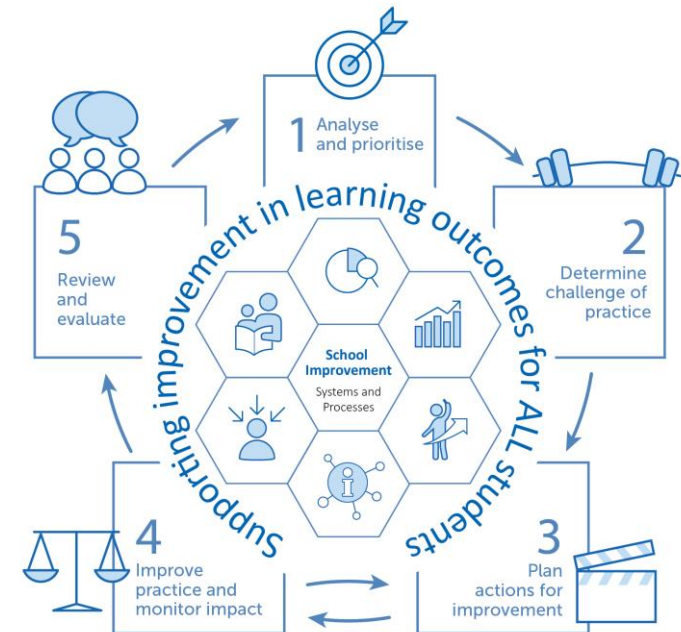 1 Analyse
and prioritise
2
Determine
challenge of
practice
3
Plan
actions for
improvement
4
Improve
practice and
monitor impact
5
Review
and
evaluate
Supporting improvement in learning outcomes for ALL students
School
Improvement
Systems and
Processes
i